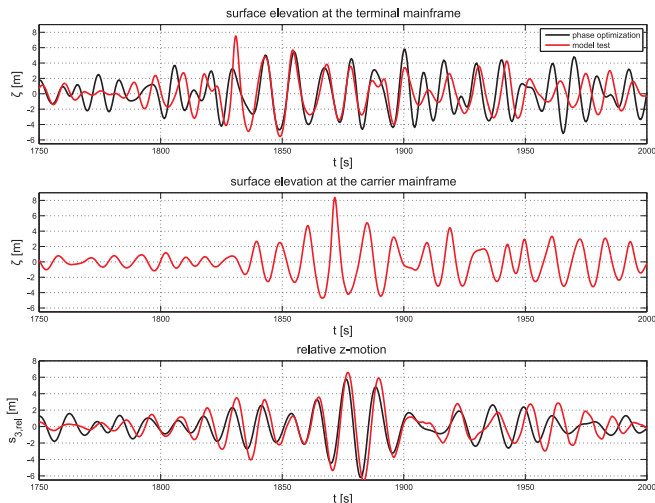 surface elevation at the terminal mainframe
phase optimization
model test
8
6
4
2
0
-2
-4
-6
ζ [m]
1750 1800 1850 1900 1950 2000
t [s]
surface elevation at the carrier mainframe
8
6
4
2
0
-2
-4
-6
ζ [m]
1750 1800 1850 1900 1950 2000
t [s]
relative z-motion
8
6
4
2
0
-2
-4
-6
s3,rel [m]
1750 1800 1850 1900 1950 2000
t [s]